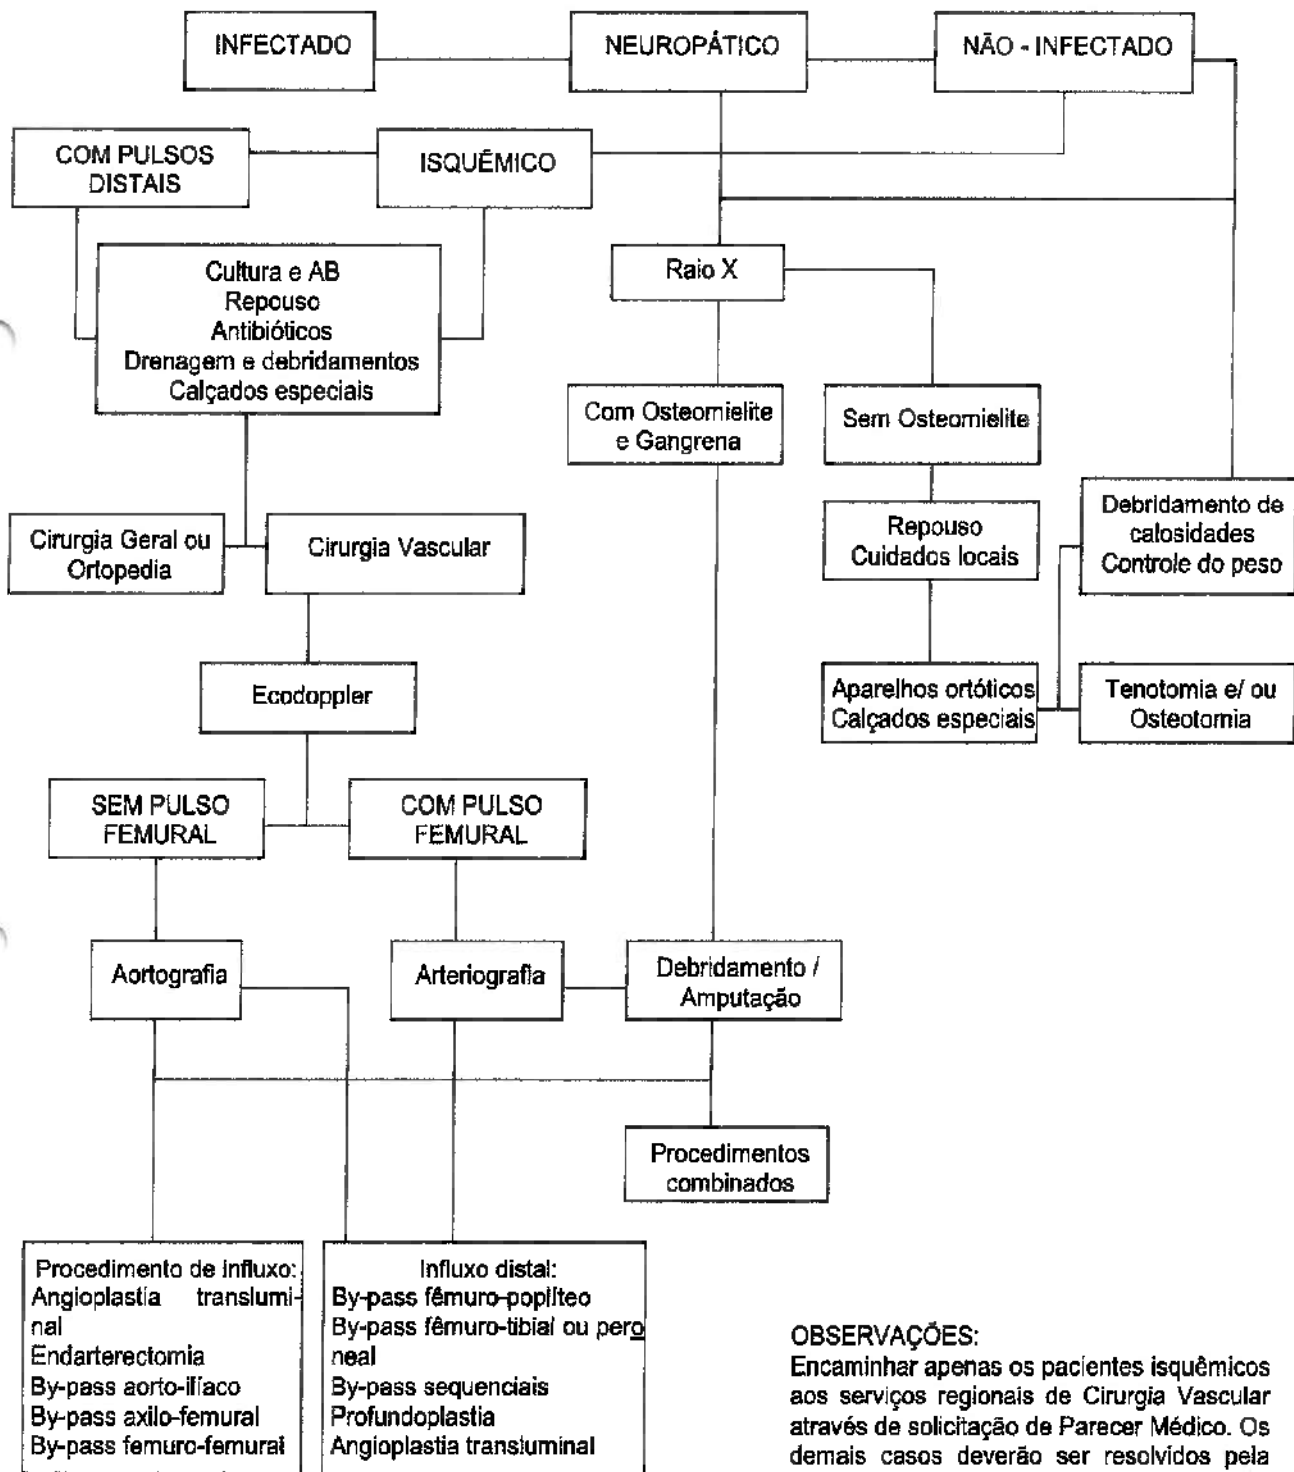 INFECTADO
NEUROPÁTICO
NÃO - INFECTADO
COM PULSOS
DISTAIS
ISQUÊMICO
Cultura e AB
Repouso
Antibióticos
Drenagem e debridamentos
Calçados especiais
Raio X
Com Osteomielite
e Gangrena
Sem Osteomielite
Cirurgia Geral ou
Ortopedia
Cirurgia Vascular
Repouso
Cuidados locais
Debridamento de
calosidades
Controle do peso
Ecodoppler
Aparelhos ortóticos
Calçados especiais
Tenotomia e/ ou
Osteotomia
SEM PULSO
FEMURAL
COM PULSO
FEMURAL
Aortografia
Arteriografia
Debridamento /
Amputação
Procedimentos
combinados
Procedimento de influxo:
Angioplastia translumi-
nal
Endarterectomia
By-pass aorto-ilíaco
By-pass axilo-femural
By-pass femuro-femural
Influxo distal:
By-pass fêmuro-poplíteo
By-pass fêmuro-tibial ou pero
neal
By-pass sequenciais
Profundoplastia
Angioplastia transluminal
OBSERVAÇÕES:
Encaminhar apenas os pacientes isquêmicos
aos serviços regionais de Cirurgia Vascular
através de solicitação de Parecer Médico. Os
demais casos deverão ser resolvidos pela